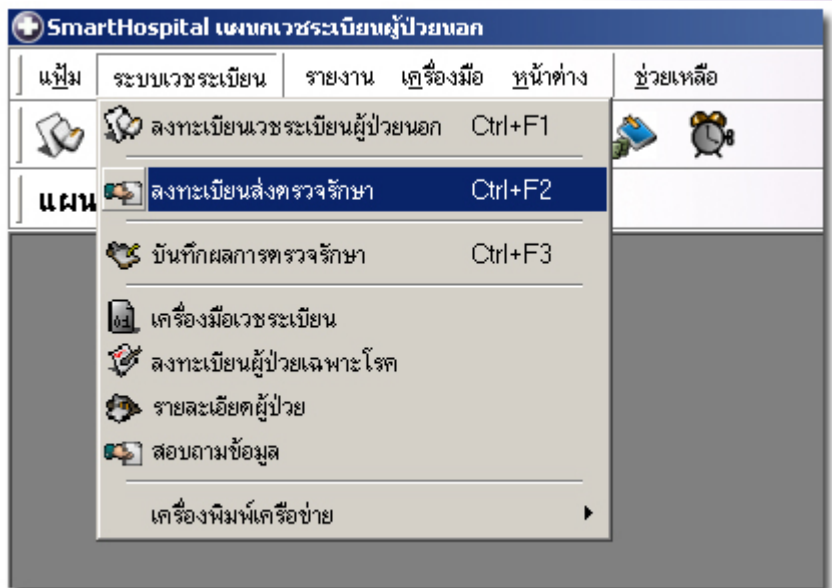 SmartHospital แผนกเวชระเบียนผู้ป่วยนอก
แฟ้ม ระบบเวชระเบียน รายงาน เครื่องมือ หน้าต่าง ช่วยเหลือ
ลงทะเบียนเวชระเบียนผู้ป่วยนอก Ctrl+F1
แผน
ลงทะเบียนส่งตรวจรักษา Ctrl+F2
บันทึกผลการตรวจรักษา Ctrl+F3
เครื่องมือเวชระเบียน
ลงทะเบียนผู้ป่วยเฉพาะโรค
รายละเอียดผู้ป่วย
สอบถามข้อมูล
เครื่องพิมพ์เครือข่าย